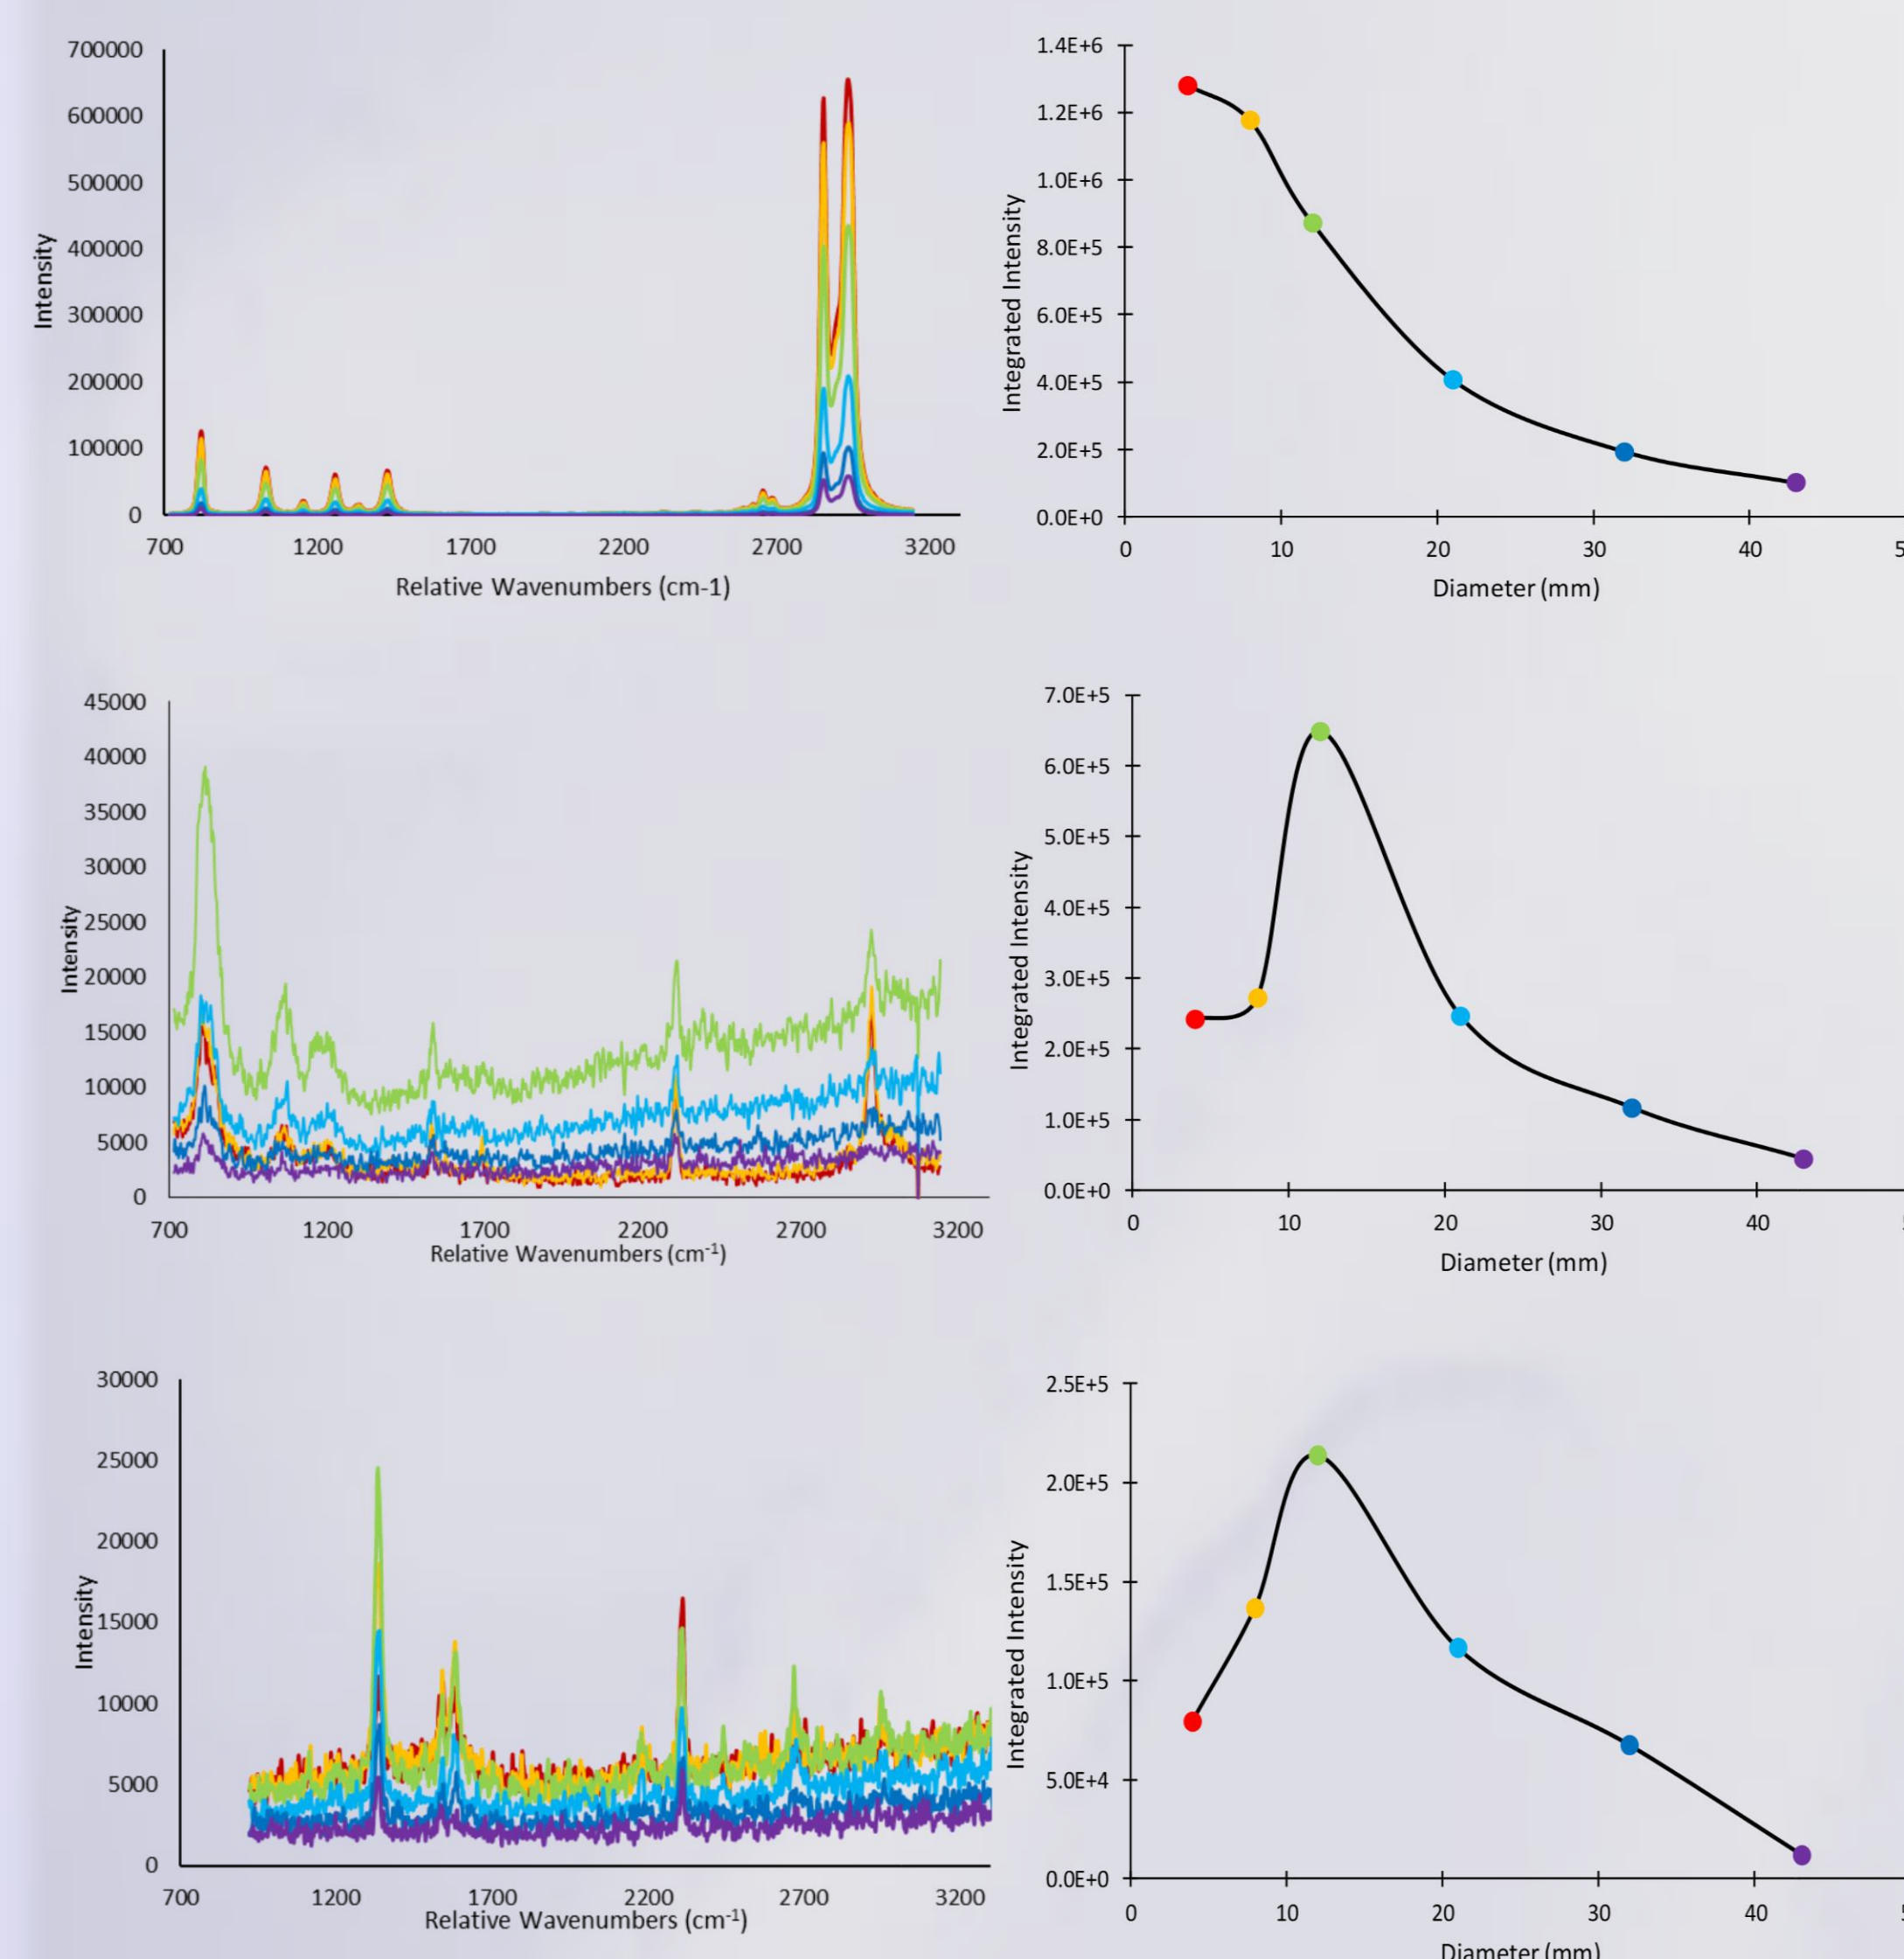 700000
600000
500000
400000
300000
200000
100000
0
Intensity
700 1200 1700 2200 2700 3200
Relative Wavenumbers (cm-1)
1.4E+6
1.2E+6
1.0E+6
8.0E+5
6.0E+5
4.0E+5
2.0E+5
0.0E+0
Integrated Intensity
0 10 20 30 40
Diameter (mm)
45000
40000
35000
30000
25000
20000
15000
10000
5000
0
Intensity
700 1200 1700 2200 2700 3200
Relative Wavenumbers (cm⁻¹)
7.0E+5
6.0E+5
5.0E+5
4.0E+5
3.0E+5
2.0E+5
1.0E+5
0.0E+0
Integrated Intensity
0 10 20 30 40
Diameter (mm)
30000
25000
20000
15000
10000
5000
0
Intensity
700 1200 1700 2200 2700 3200
Relative Wavenumbers (cm⁻¹)
2.5E+5
2.0E+5
1.5E+5
1.0E+5
5.0E+4
0.0E+0
Integrated Intensity
0 10 20 30 40
Diameter (mm)